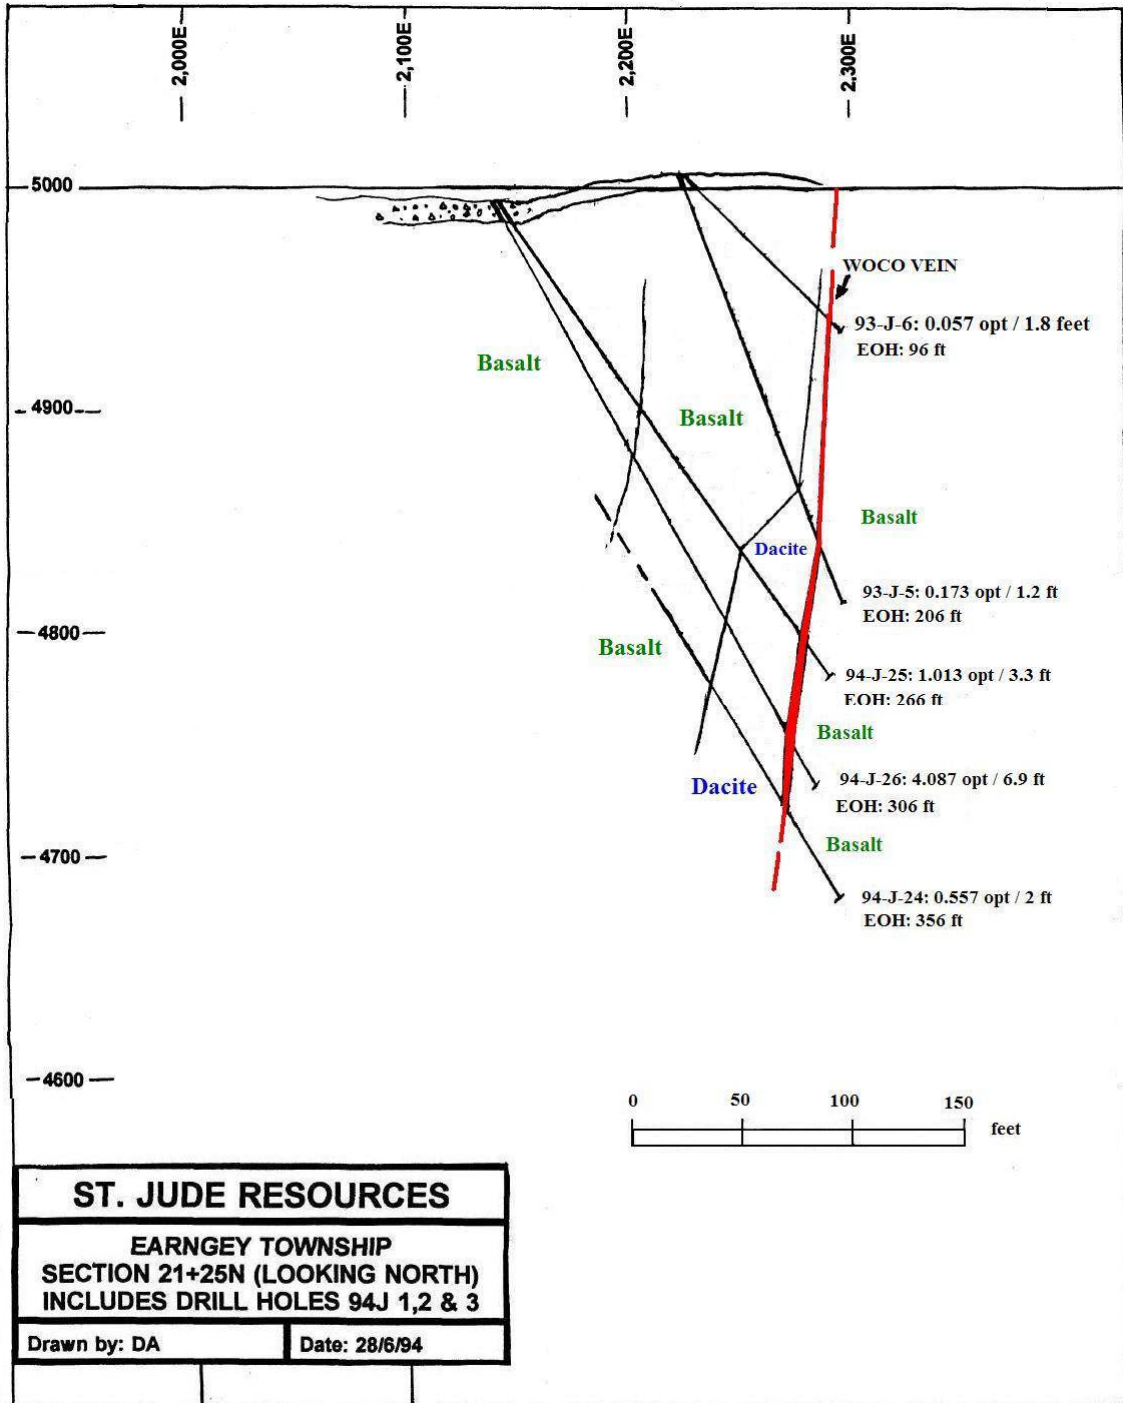 2,000E
2,100E
2,200E
2,300E
5000
WOCO VEIN
93-J-6: 0.057 opt / 1.8 feet
EOH: 96 ft
Basalt
4900
Basalt
Basalt
Dacite
93-J-5: 0.173 opt / 1.2 ft
EOH: 206 ft
4800
Basalt
94-J-25: 1.013 opt / 3.3 ft
EOH: 266 ft
Basalt
94-J-26: 4.087 opt / 6.9 ft
EOH: 306 ft
Dacite
Basalt
4700
94-J-24: 0.557 opt / 2 ft
EOH: 356 ft
4600
0 50 100 150
feet
ST. JUDE RESOURCES
EARNGEY TOWNSHIP
SECTION 21+25N (LOOKING NORTH)
INCLUDES DRILL HOLES 94J 1,2 & 3
Drawn by: DA Date: 28/6/94